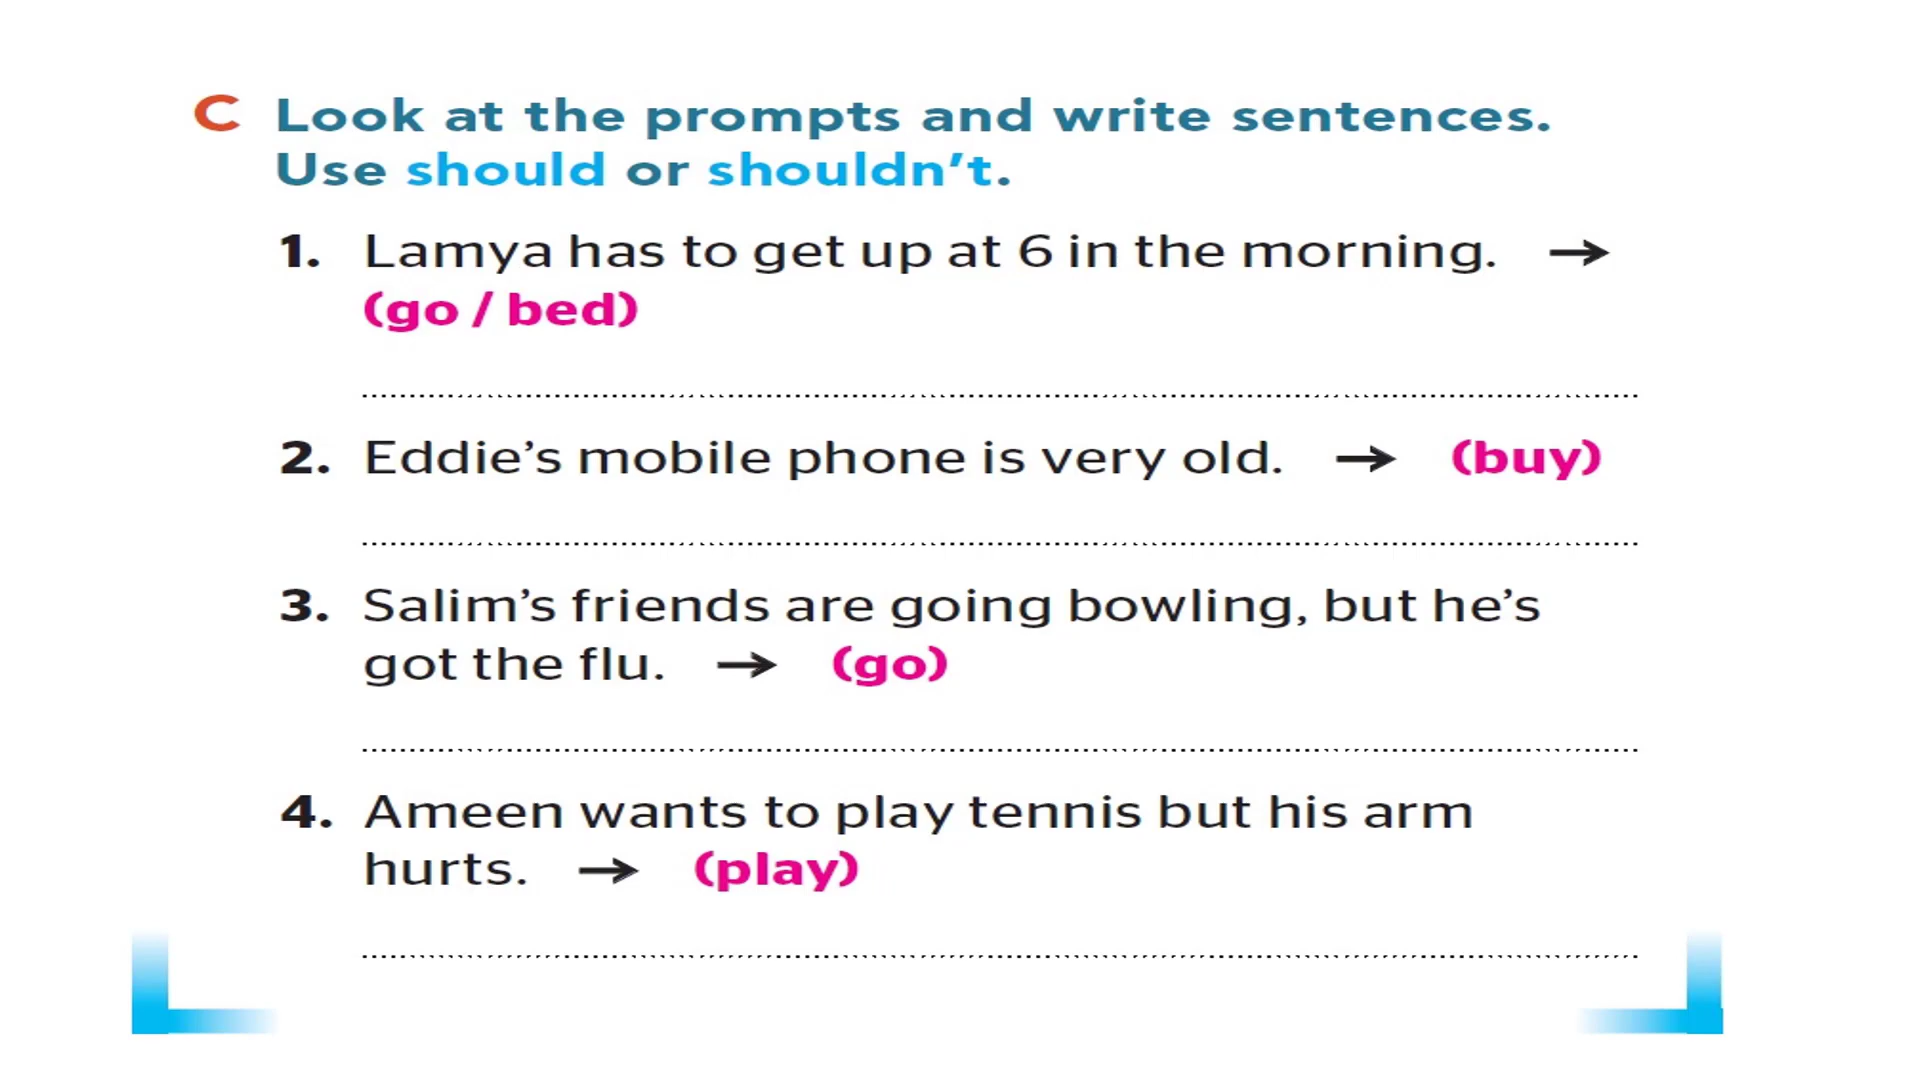 C Look at the prompts and write sentences.
Use should or shouldn’t.
1. Lamya has to get up at 6 in the morning. →
(go / bed)
2. Eddie’s mobile phone is very old. → (buy)
3. Salim’s friends are going bowling, but he’s
got the flu. → (go)
4. Ameen wants to play tennis but his arm
hurts. → (play)